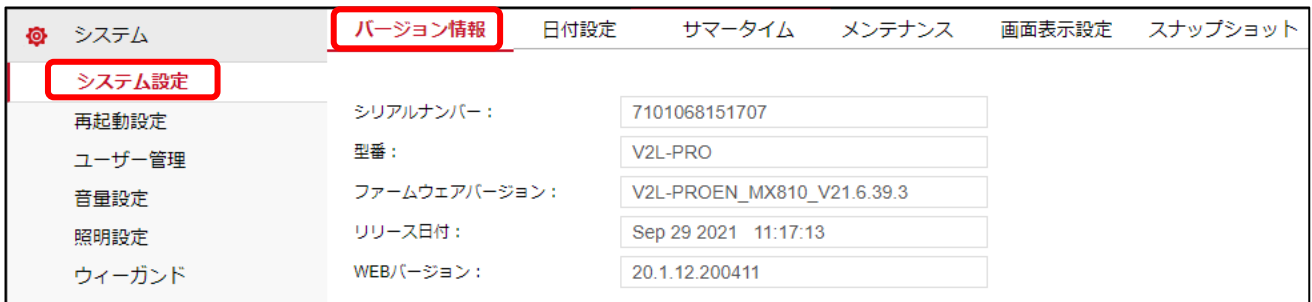 システム
システム設定
再起動設定
ユーザー管理
音量設定
照明設定
ウィーガンド
バージョン情報 日付設定 サマータイム メンテナンス 画面表示設定 スナップショット
シリアルナンバー： 7101068151707
型番： V2L-PRO
ファームウェアバージョン： V2L-PROEN_MX810_V21.6.39.3
リリース日付： Sep 29 2021 11:17:13
WEBバージョン： 20.1.12.200411